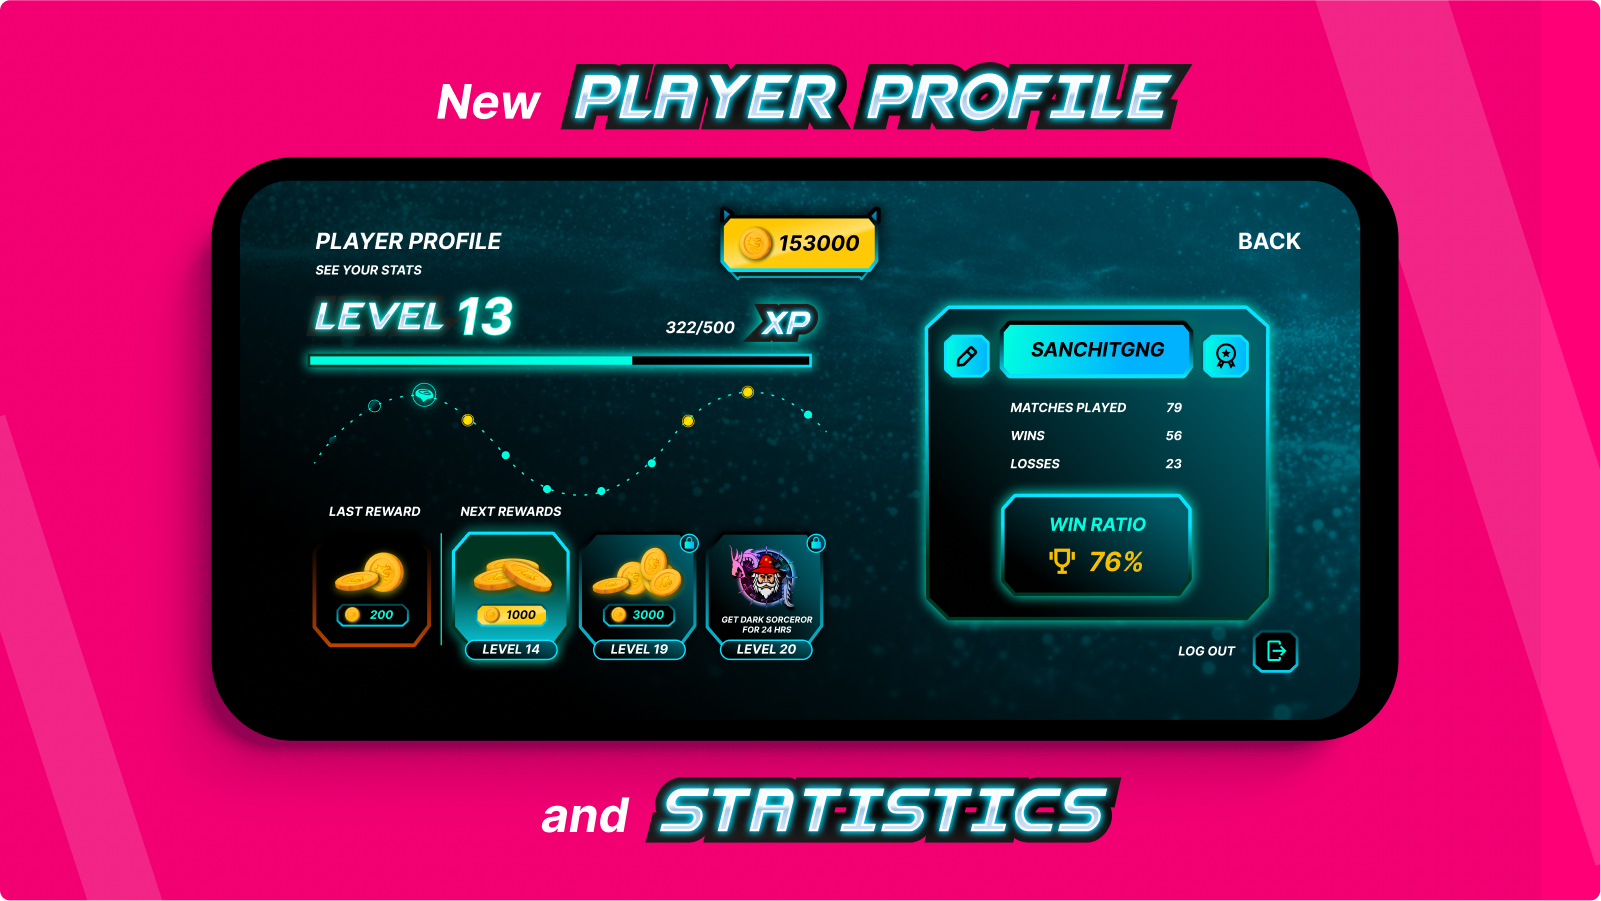 New PLAYER PROFILE
PLAYER PROFILE
SEE YOUR STATS
153000
BACK
LEVEL 13
322/500 XP
SANCHITGNG
MATCHES PLAYED 79
WINS 56
LOSSES 23
WIN RATIO
76%
LAST REWARD
NEXT REWARDS
200
1000
LEVEL 14
3000
LEVEL 19
GET DARK SORCEROR
FOR 24 HRS
LEVEL 20
LOG OUT
and STATISTICS